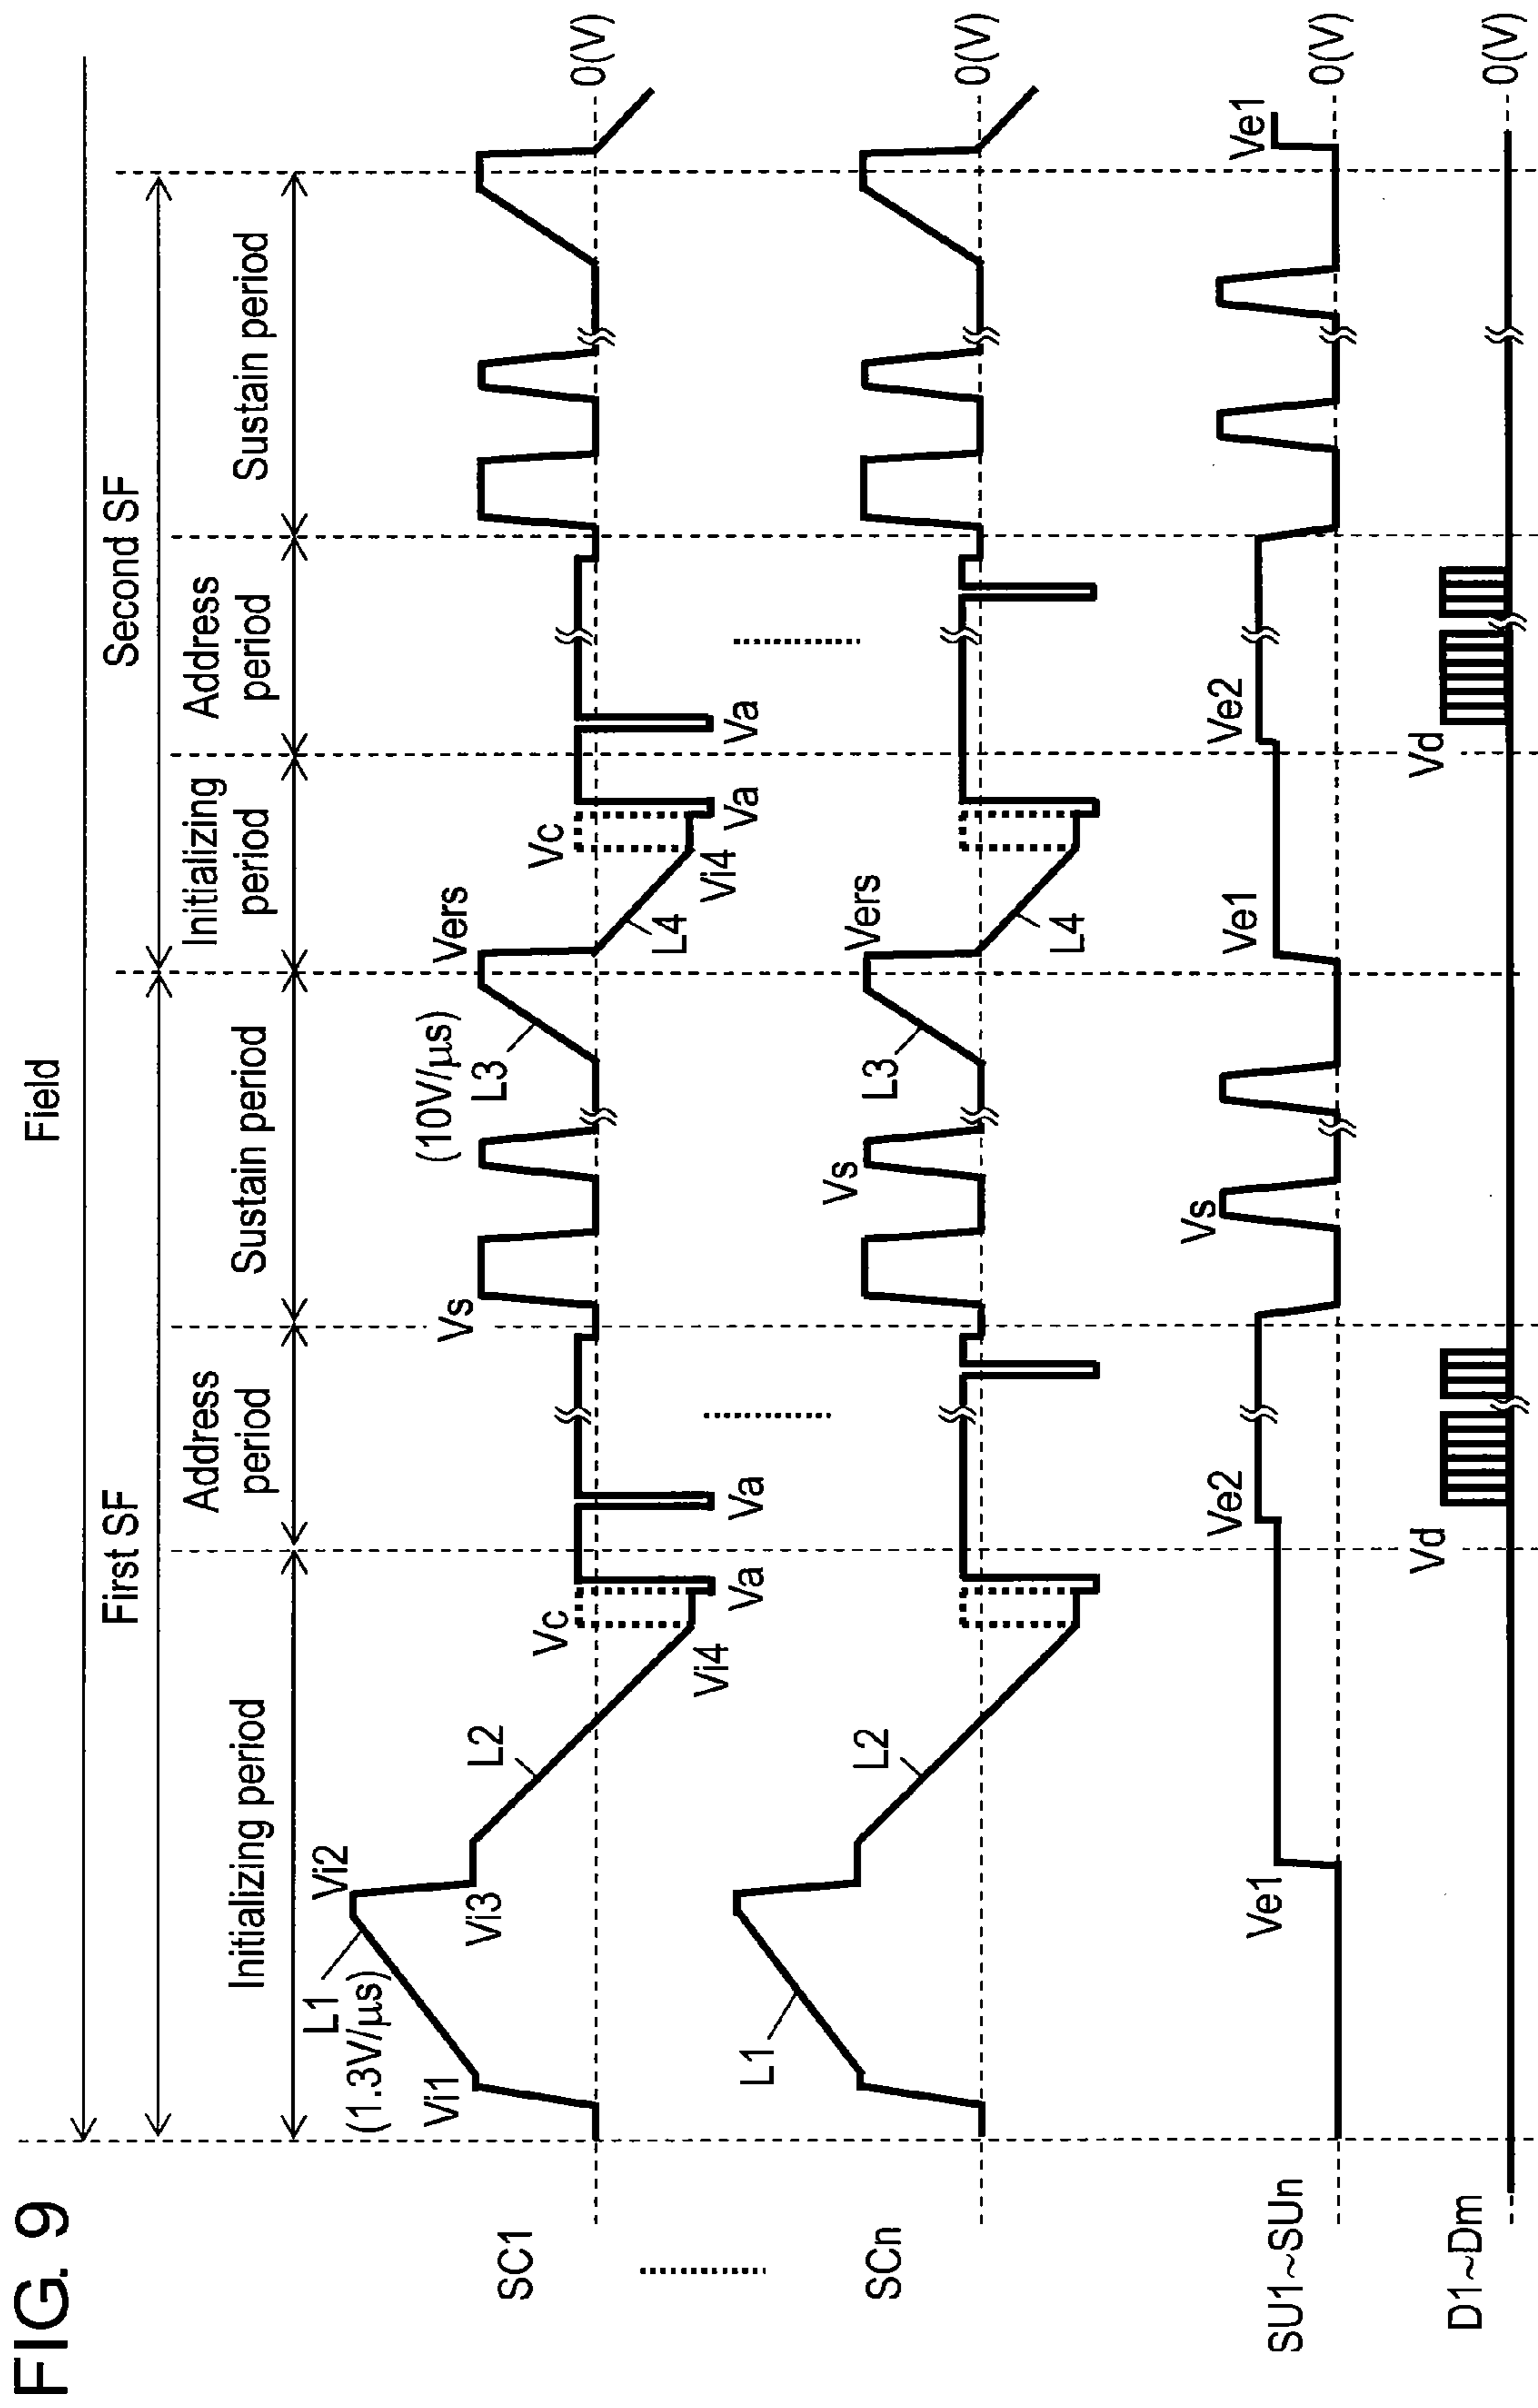 FIG. 9
Field
First SF
Second SF
Initializing period
Address
period
Sustain period
Initializing
period
Address
period
Sustain period
SC1
Vi1
L1
(1.3V/μs)
Vi2
Vi3
L2
Vi4
Vc
Va
Va
Vs
L3
(10V/μs)
Vers
L4
Vi4
Vc
Va
Va
0(V)
SCn
L1
L2
Vs
L3
Vers
L4
0(V)
SU1~SUn
Ve1
Ve2
Vs
Ve1
Ve2
Ve1
0(V)
D1~Dm
Vd
Vd
0(V)